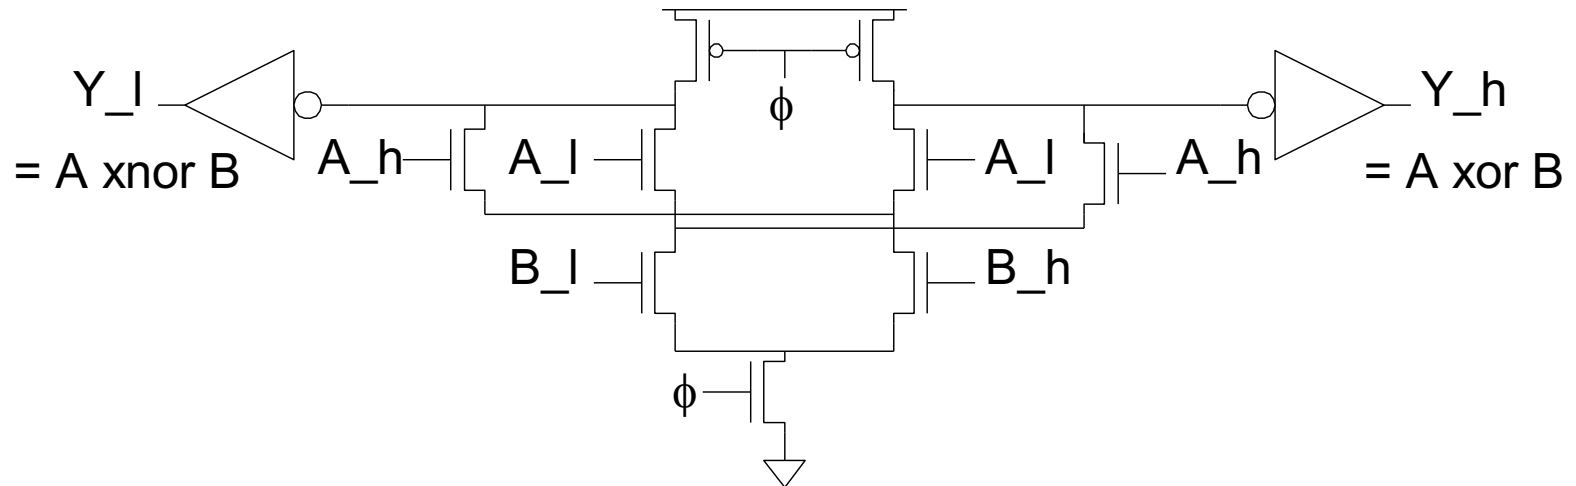 Y_l
= A xnor B
A_h
A_l
ϕ
A_l
A_h
Y_h
= A xor B
B_l
B_h
ϕ